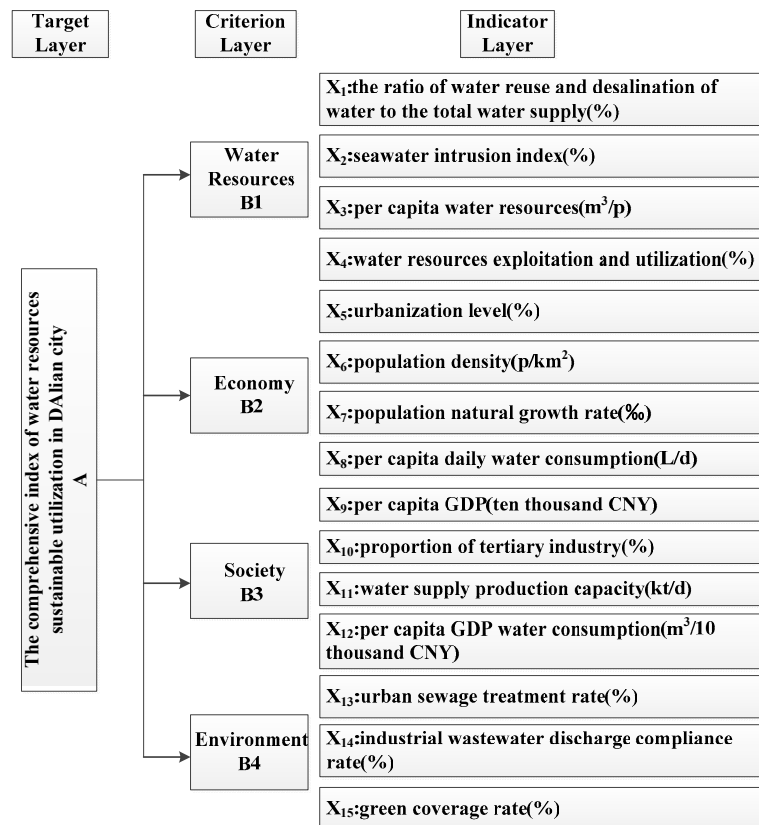 Target
Layer
Criterion
Layer
Indicator
Layer
The comprehensive index of water resources
sustainable utilization in DAlian city
A
Water
Resources
B1
Economy
B2
Society
B3
Environment
B4
X₁:the ratio of water reuse and desalination of
water to the total water supply(%)
X₂:seawater intrusion index(%)
X₃:per capita water resources(m³/p)
X₄:water resources exploitation and utilization(%)
X₅:urbanization level(%)
X₆:population density(p/km²)
X₇:population natural growth rate(‰)
X₈:per capita daily water consumption(L/d)
X₉:per capita GDP(ten thousand CNY)
X₁₀:proportion of tertiary industry(%)
X₁₁:water supply production capacity(kt/d)
X₁₂:per capita GDP water consumption(m³/10
thousand CNY)
X₁₃:urban sewage treatment rate(%)
X₁₄:industrial wastewater discharge compliance
rate(%)
X₁₅:green coverage rate(%)